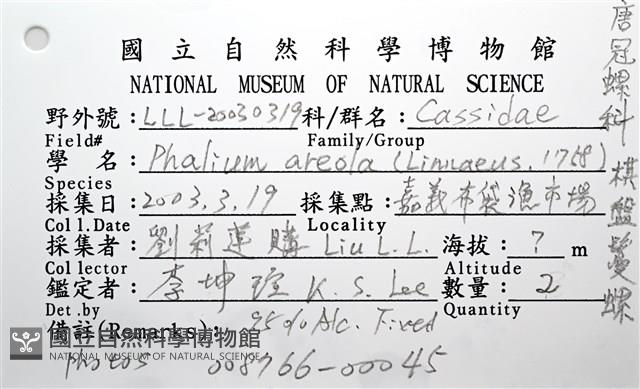 國立自然科學博物館
NATIONAL MUSEUM OF NATURAL SCIENCE
野外號：LLL-20030319 科/群名：Cassidae
Field# Family/Group
學 名：Phalium areola (Linnaeus, 1758)
Species
採集日：2003.3.19 採集點：嘉義布袋漁市場
Coll.Date Locality
採集者：劉莉蓮購 Liu L.L. 海拔：? m
Collector Altitude
鑑定者：李坤瑄 K.S. Lee 數量：2
Det.by Quantity
備註(Remarks)：95% Alc. Fixed
國立自然科學博物館
NATIONAL MUSEUM OF NATURAL SCIENCE
Photos 008766-00045
唐冠螺科 棋盤鬘螺